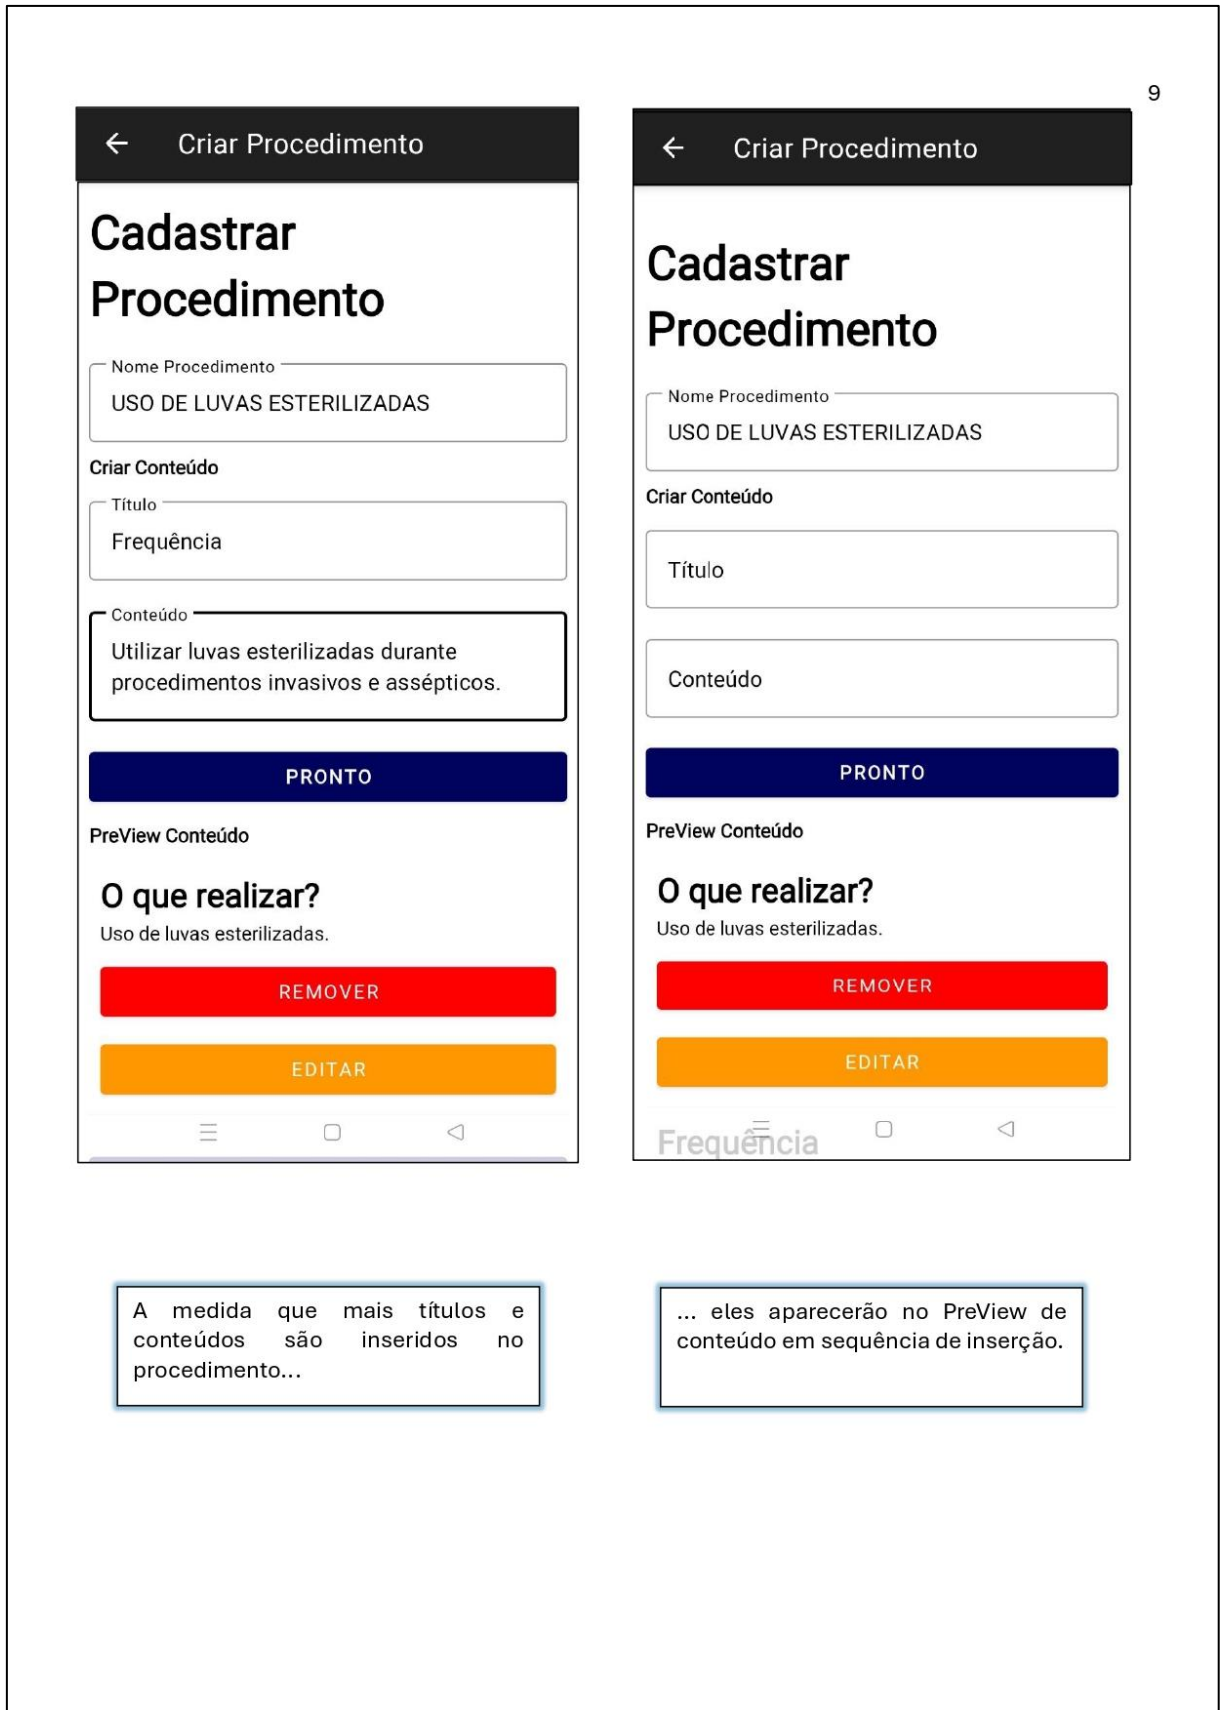 9
Criar Procedimento
Cadastrar
Procedimento
Nome Procedimento
USO DE LUVAS ESTERILIZADAS
Criar Conteúdo
Título
Frequência
Conteúdo
Utilizar luvas esterilizadas durante
procedimentos invasivos e assépticos.
PRONTO
PreView Conteúdo
O que realizar?
Uso de luvas esterilizadas.
REMOVER
EDITAR
Criar Procedimento
Cadastrar
Procedimento
Nome Procedimento
USO DE LUVAS ESTERILIZADAS
Criar Conteúdo
Título
Conteúdo
PRONTO
PreView Conteúdo
O que realizar?
Uso de luvas esterilizadas.
REMOVER
EDITAR
Frequência
A medida que mais títulos e
conteúdos são inseridos no
procedimento...
... eles aparecerão no PreView de
conteúdo em sequência de inserção.